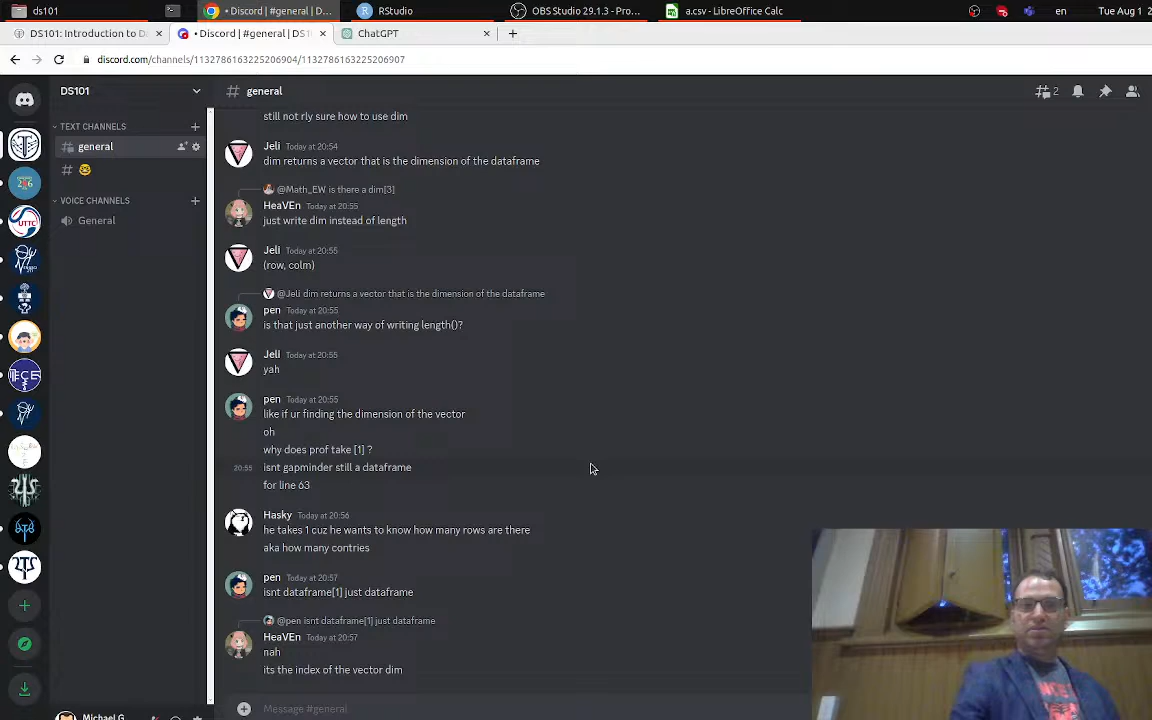 ds101
Discord | #general | D...
RStudio
OBS Studio 29.1.3 - Pro...
a.csv - LibreOffice Calc
en
Tue Aug 1 2
DS101: Introduction to D
• Discord | #general | DS1
ChatGPT
discord.com/channels/1132786163225206904/1132786163225206907
DS101
# general
2
TEXT CHANNELS
general
# 🤓
VOICE CHANNELS
General
still not rly sure how to use dim
Jeli Today at 20:54
dim returns a vector that is the dimension of the dataframe
@Math_EW is there a dim[3]
HeaVEn Today at 20:55
just write dim instead of length
Jeli Today at 20:55
(row, colm)
@Jeli dim returns a vector that is the dimension of the dataframe
pen Today at 20:55
is that just another way of writing length()?
Jeli Today at 20:55
yah
pen Today at 20:55
like if ur finding the dimension of the vector
oh
why does prof take [1] ?
20:55 isnt gapminder still a dataframe
for line 63
Hasky Today at 20:56
he takes 1 cuz he wants to know how many rows are there
aka how many contries
pen Today at 20:57
isnt dataframe[1] just dataframe
@pen isnt dataframe[1] just dataframe
HeaVEn Today at 20:57
nah
its the index of the vector dim
Message #general
Michael G.
UTTC